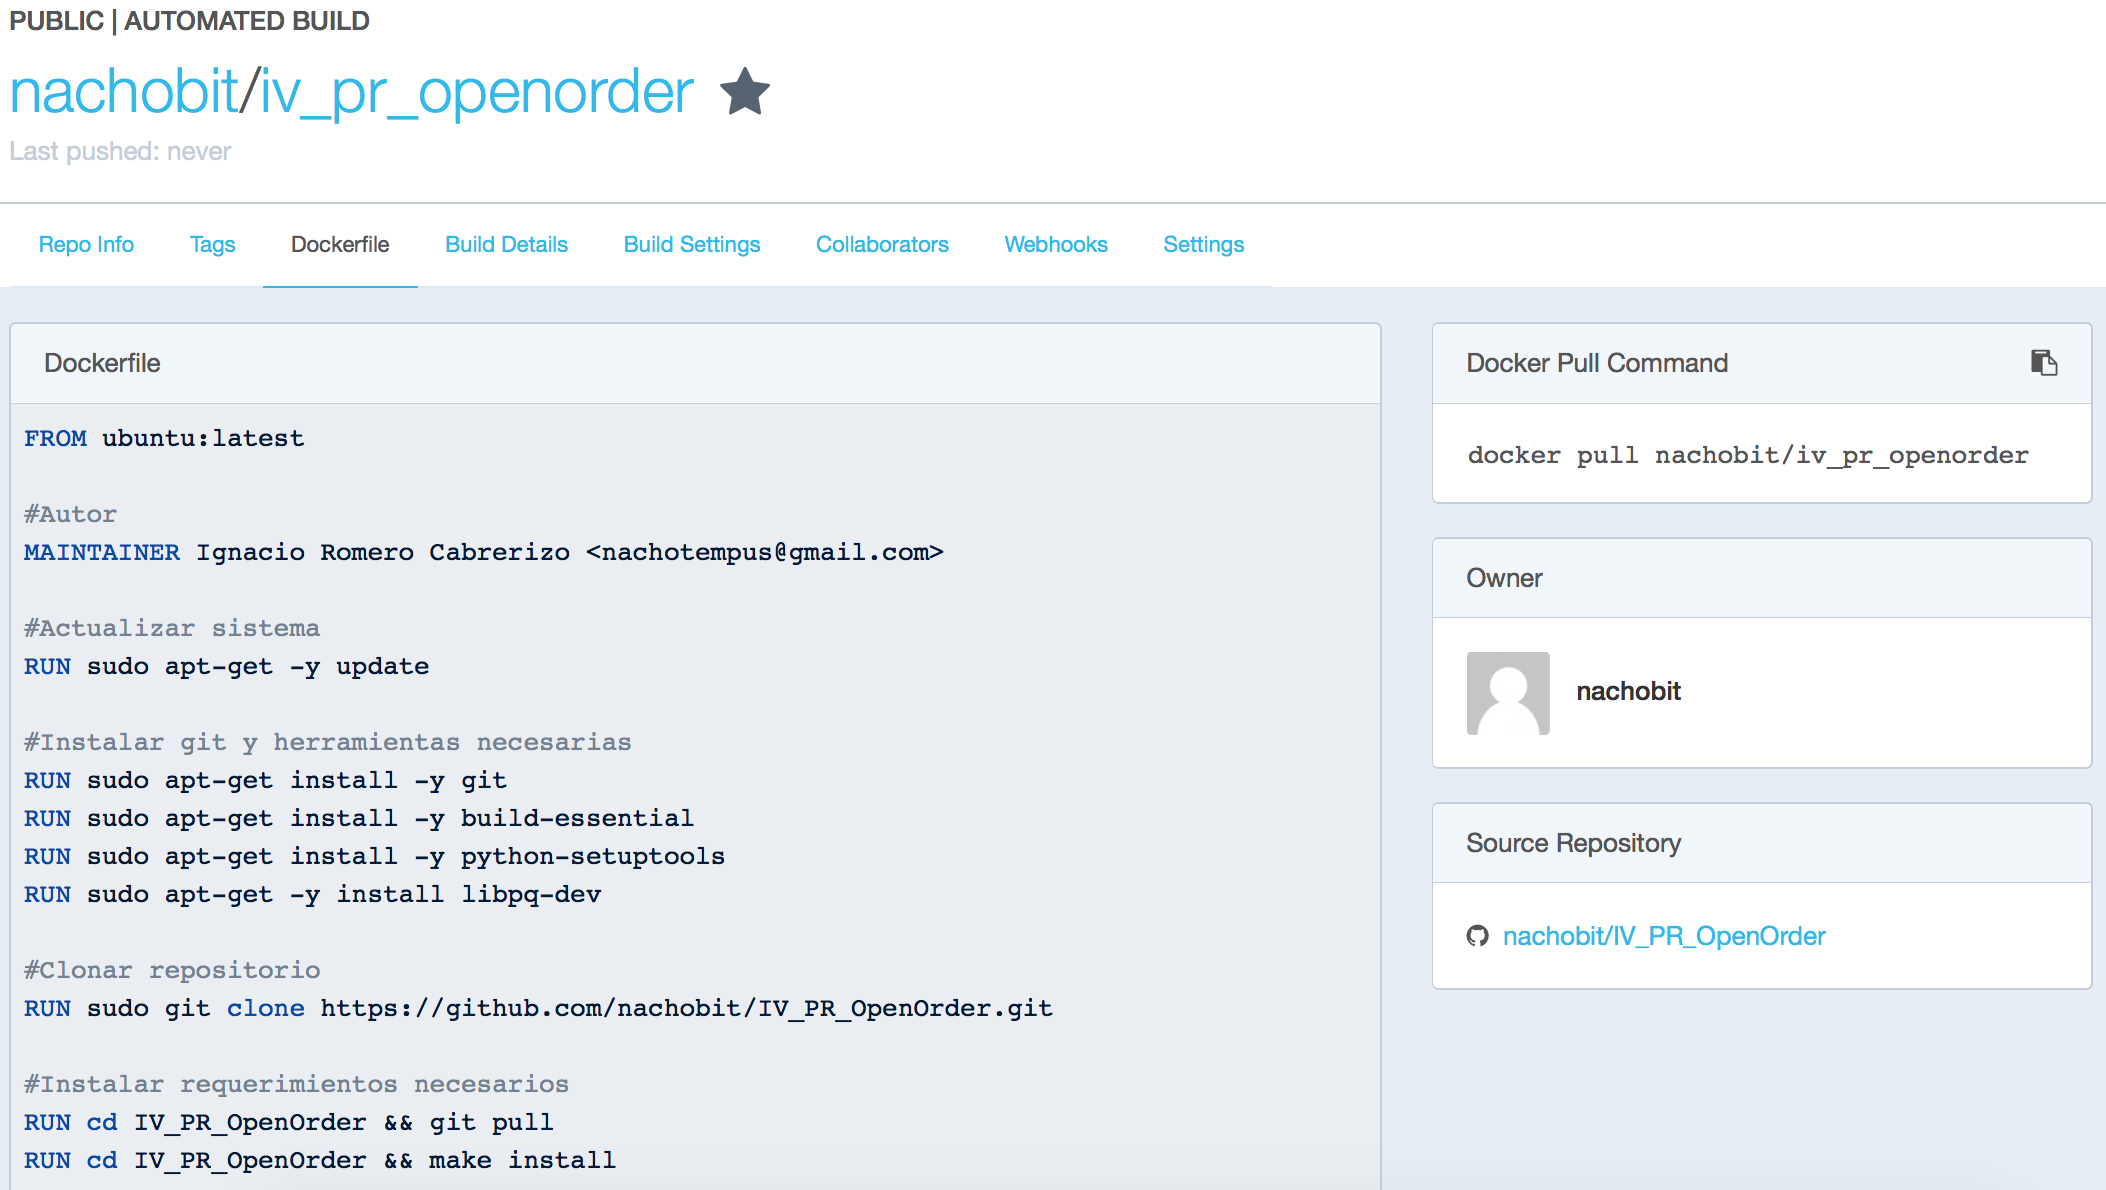 PUBLIC | AUTOMATED BUILD
nachobit/iv_pr_openorder
Last pushed: never
Repo Info Tags Dockerfile Build Details Build Settings Collaborators Webhooks Settings
Dockerfile
FROM ubuntu:latest
#Autor
MAINTAINER Ignacio Romero Cabrerizo <nachotempus@gmail.com>
#Actualizar sistema
RUN sudo apt-get -y update
#Instalar git y herramientas necesarias
RUN sudo apt-get install -y git
RUN sudo apt-get install -y build-essential
RUN sudo apt-get install -y python-setuptools
RUN sudo apt-get -y install libpq-dev
#Clonar repositorio
RUN sudo git clone https://github.com/nachobit/IV_PR_OpenOrder.git
#Instalar requerimientos necesarios
RUN cd IV_PR_OpenOrder && git pull
RUN cd IV_PR_OpenOrder && make install
Docker Pull Command
docker pull nachobit/iv_pr_openorder
Owner
nachobit
Source Repository
nachobit/IV_PR_OpenOrder